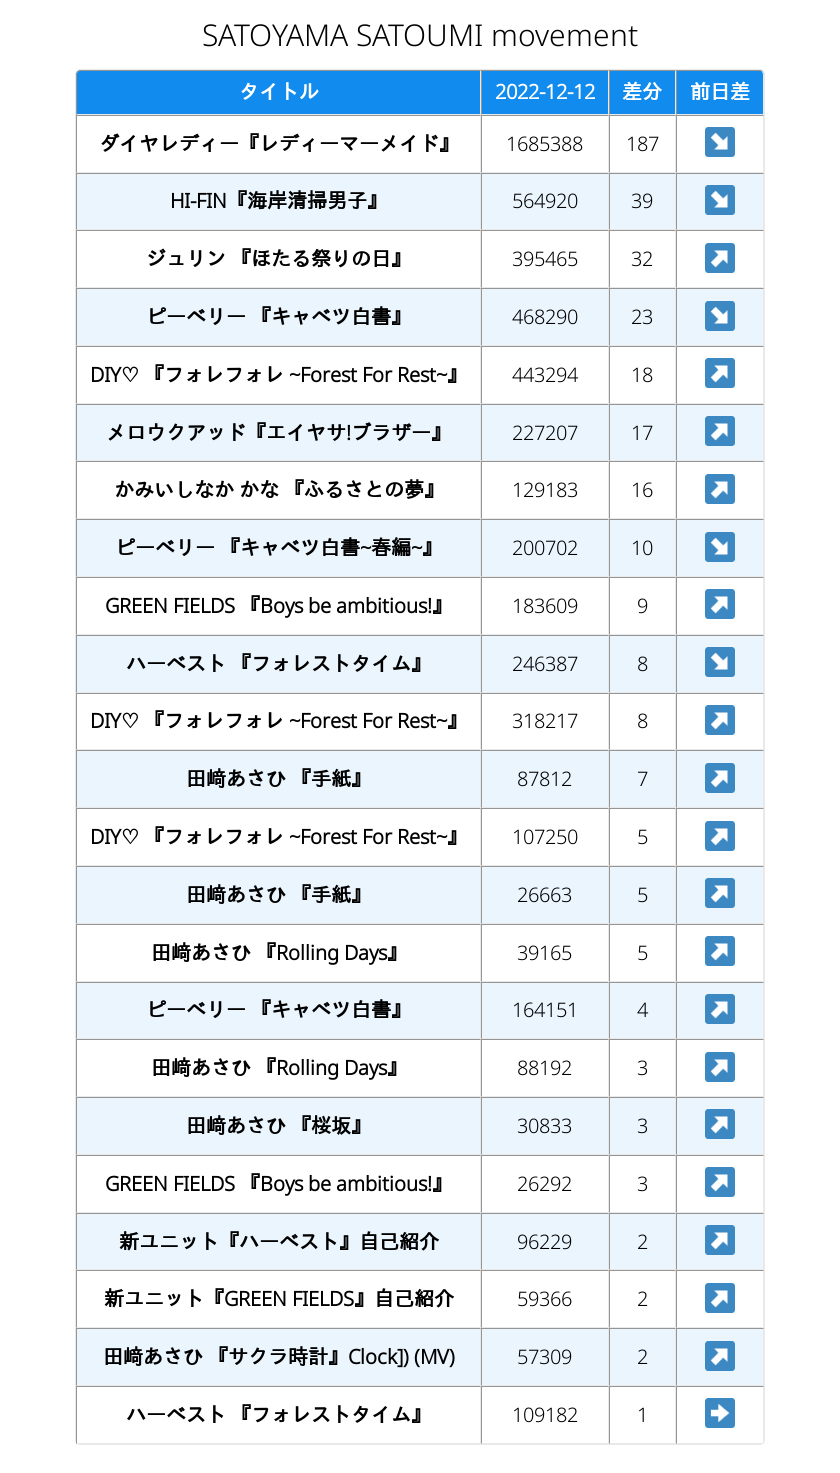 SATOYAMA SATOUMI movement
タイトル 2022-12-12 差分 前日差
ダイヤレディー『レディーマーメイド』 1685388 187 ↘
HI-FIN『海岸清掃男子』 564920 39 ↘
ジュリン 『ほたる祭りの日』 395465 32 ↗
ピーベリー 『キャベツ白書』 468290 23 ↘
DIY♡ 『フォレフォレ ~Forest For Rest~』 443294 18 ↗
メロウクアッド『エイヤサ!ブラザー』 227207 17 ↗
かみいしなか かな 『ふるさとの夢』 129183 16 ↗
ピーベリー 『キャベツ白書~春編~』 200702 10 ↘
GREEN FIELDS 『Boys be ambitious!』 183609 9 ↗
ハーベスト 『フォレストタイム』 246387 8 ↘
DIY♡ 『フォレフォレ ~Forest For Rest~』 318217 8 ↗
田﨑あさひ 『手紙』 87812 7 ↗
DIY♡ 『フォレフォレ ~Forest For Rest~』 107250 5 ↗
田﨑あさひ 『手紙』 26663 5 ↗
田﨑あさひ 『Rolling Days』 39165 5 ↗
ピーベリー 『キャベツ白書』 164151 4 ↗
田﨑あさひ 『Rolling Days』 88192 3 ↗
田﨑あさひ 『桜坂』 30833 3 ↗
GREEN FIELDS 『Boys be ambitious!』 26292 3 ↗
新ユニット『ハーベスト』自己紹介 96229 2 ↗
新ユニット『GREEN FIELDS』自己紹介 59366 2 ↗
田﨑あさひ 『サクラ時計』Clock]) (MV) 57309 2 ↗
ハーベスト 『フォレストタイム』 109182 1 ➡